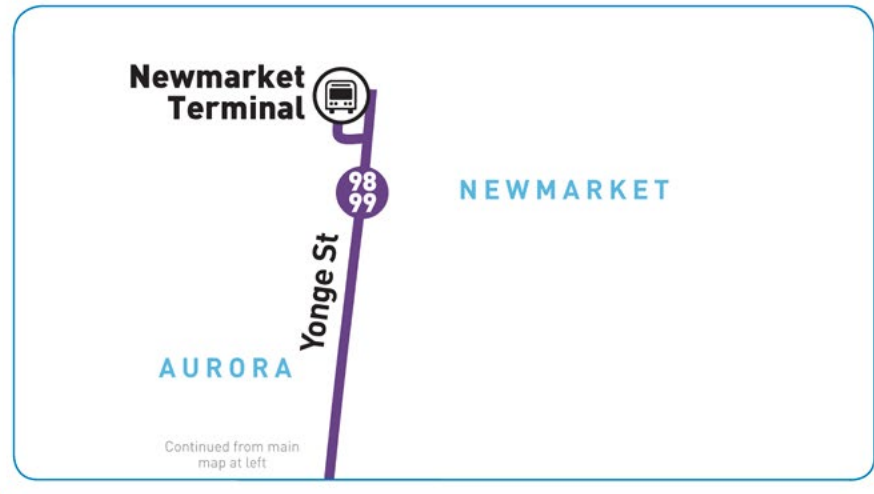 Newmarket
Terminal
98
99
NEWMARKET
Yonge St
AURORA
Continued from main
map at left